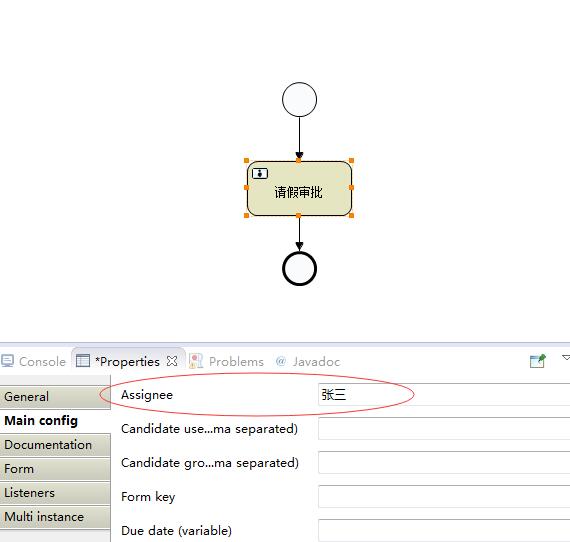 请假审批
Console
*Properties
Problems
@ Javadoc
General
Main config
Documentation
Form
Listeners
Multi instance
Assignee
张三
Candidate use...ma separated)
Candidate gro...ma separated)
Form key
Due date (variable)